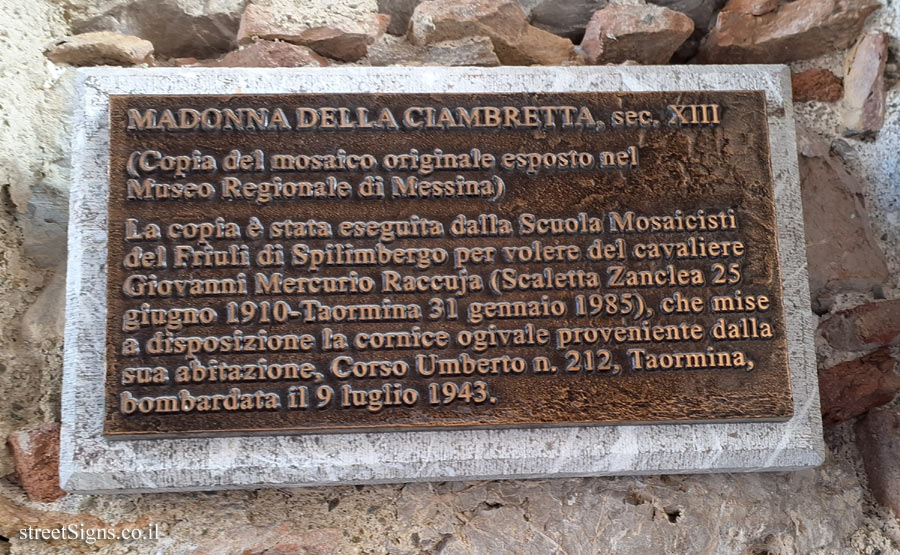 MADONNA DELLA CIAMBRETTA, sec. XIII
(Copia del mosaico originale esposto nel
Museo Regionale di Messina)
La copia è stata eseguita dalla Scuola Mosaicisti
del Friuli di Spilimbergo per volere del cavaliere
Giovanni Mercurio Raccuja (Scaletta Zanclea 25
giugno 1910-Taormina 31 gennaio 1985), che mise
a disposizione la cornice ogivale proveniente dalla
sua abitazione, Corso Umberto n. 212, Taormina,
bombardata il 9 luglio 1943.
streetSigns.co.il